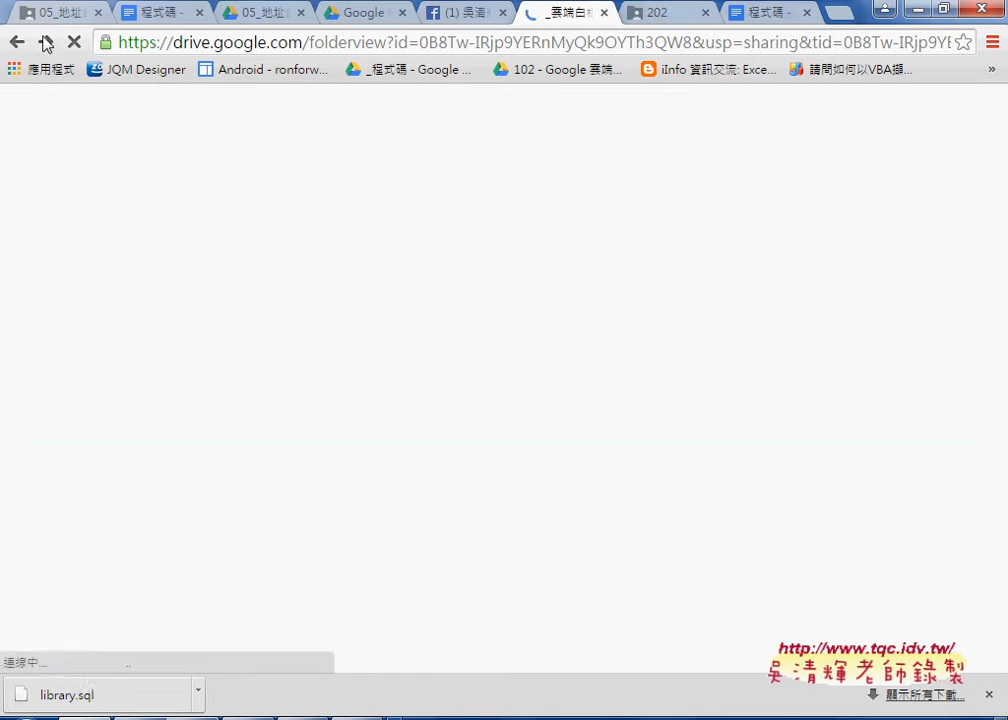 05_地址
程式碼 -
05_地址
Google
(1) 吳清
_雲端白板
202
程式碼 -
https://drive.google.com/folderview?id=0B8Tw-IRjp9YERnMyQk9OYTh3QW8&usp=sharing&tid=0B8Tw-IRjp9YE
應用程式
JQM Designer
Android - ronforw...
_程式碼 - Google ...
102 - Google 雲端...
iInfo 資訊交流: Exce...
請問如何以VBA擷...
»
連線中...
http://www.tqc.idv.tw/
吳清輝老師錄製
library.sql
顯示所有下載...